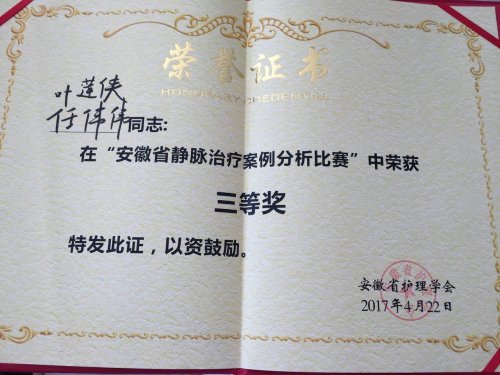 荣誉证书
HONORARY CREDENTIAL
叶莲侠
任伟伟同志:
在“安徽省静脉治疗案例分析比赛”中荣获
三等奖
特发此证,以资鼓励。
安徽省护理学会
2017年4月22日